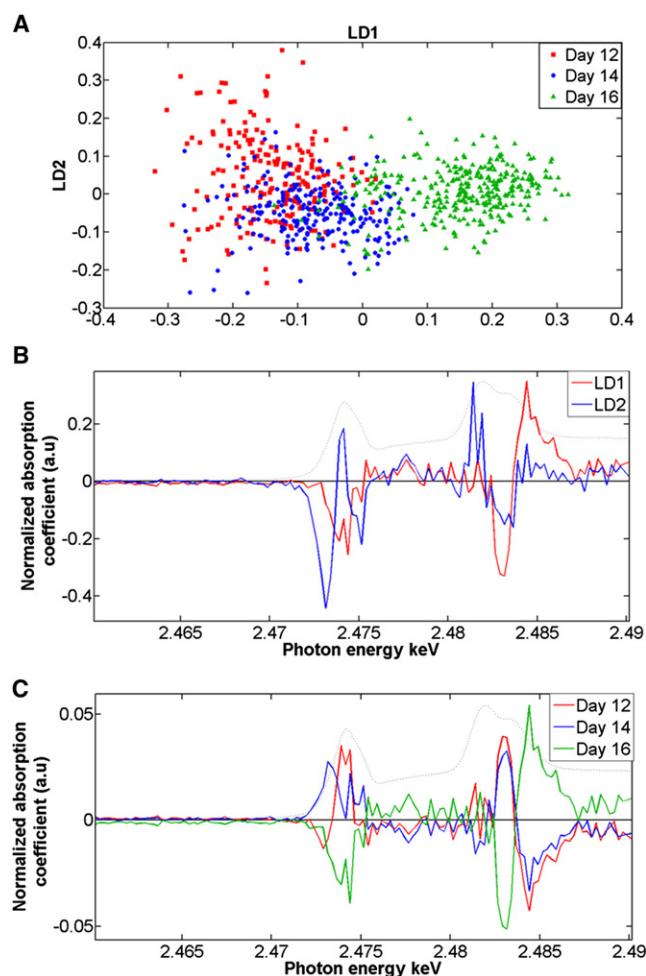 A
LD1
0.4
0.3
0.2
0.1
0
-0.1
-0.2
-0.3
LD2
Day 12
Day 14
Day 16
-0.4 -0.3 -0.2 -0.1 0 0.1 0.2 0.3 0.4
B
Normalized absorption
coefficient (a.u)
0.2
0
-0.2
-0.4
LD1
LD2
2.465 2.47 2.475 2.48 2.485 2.49
Photon energy keV
C
Normalized absorption
coefficient (a.u)
0.05
0
-0.05
Day 12
Day 14
Day 16
2.465 2.47 2.475 2.48 2.485 2.49
Photon energy keV